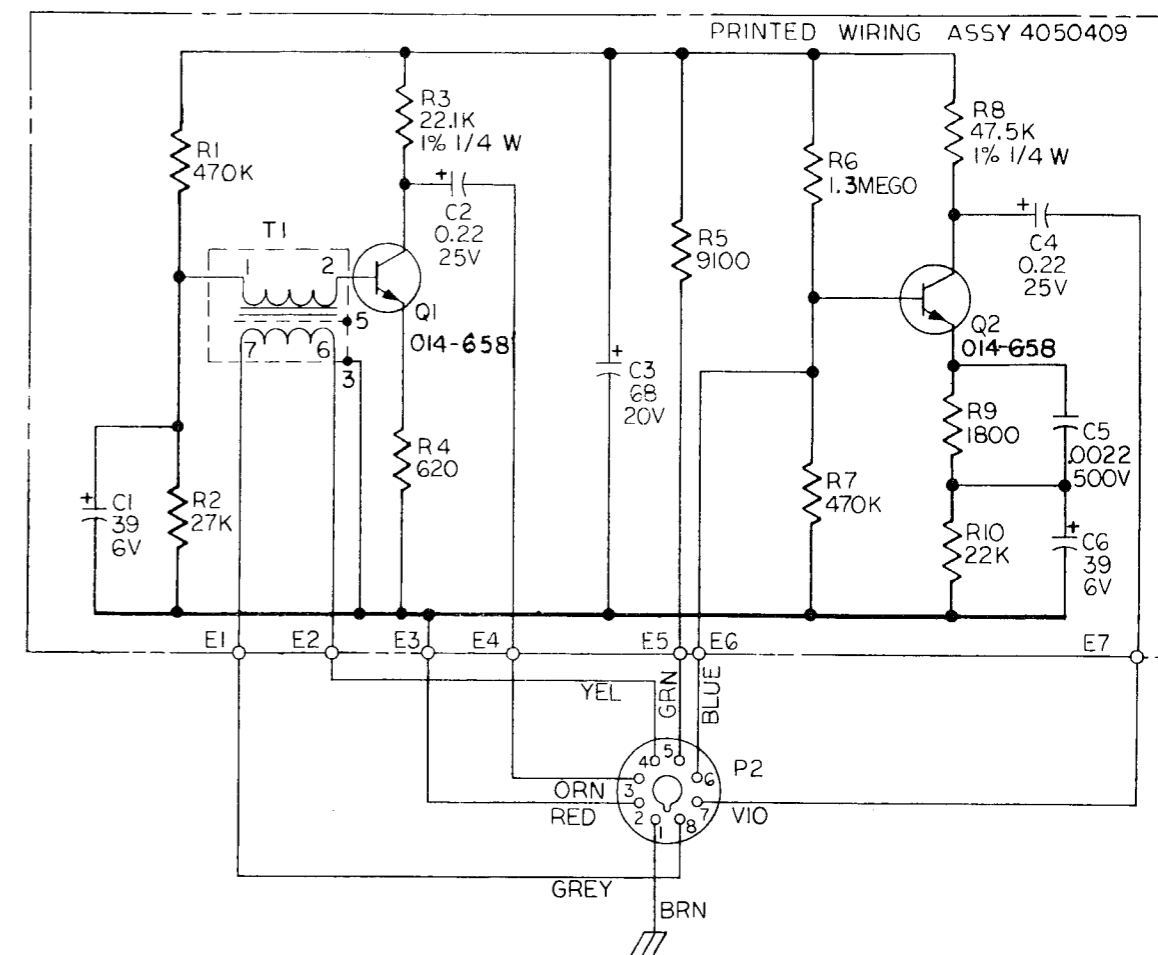 PRINTED WIRING ASSY 4050409
R1
470K
R3
22.1K
1% 1/4 W
+
C2
0.22
25V
T1
1
2
5
7
6
3
Q1
014-658
R4
620
+
C1
39
6V
R2
27K
+
C3
68
20V
R5
9100
R6
1.3MEGO
R7
470K
R8
47.5K
1% 1/4 W
+
C4
0.22
25V
Q2
014-658
R9
1800
C5
.0022
500V
R10
22K
+
C6
39
6V
E1
E2
E3
E4
E5
E6
E7
YEL
GRN
BLUE
ORN
RED
P2
VIO
4
5
3
6
2
7
1
8
GREY
BRN